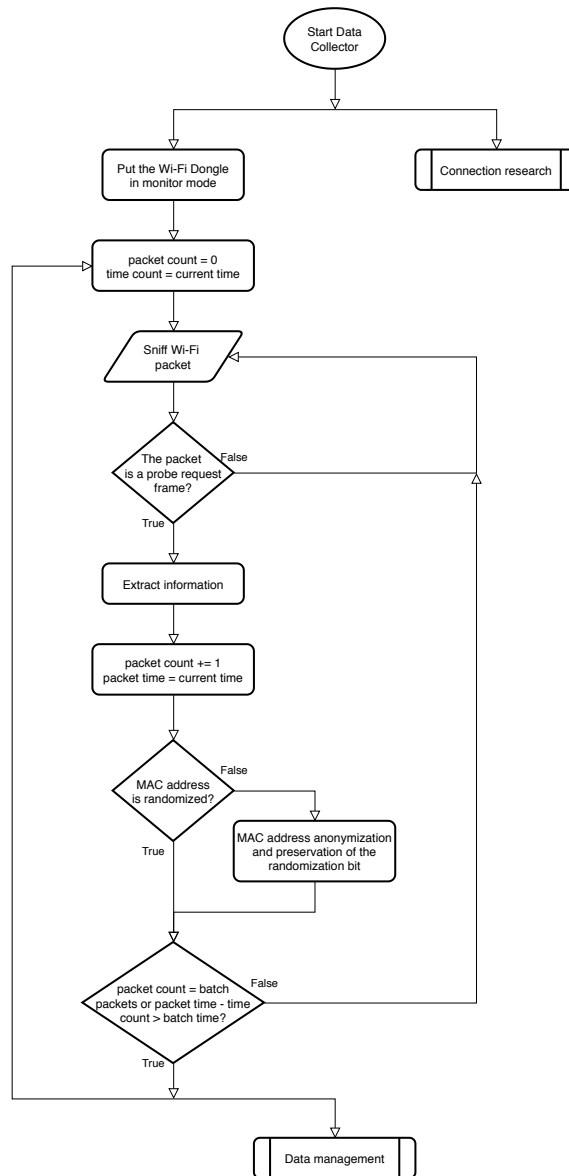 Start Data
Collector
Put the Wi-Fi Dongle
in monitor mode
Connection research
packet count = 0
time count = current time
Sniff Wi-Fi
packet
The packet
is a probe request
frame?
False
True
Extract information
packet count += 1
packet time = current time
MAC address
is randomized?
False
True
MAC address anonymization
and preservation of the
randomization bit
packet count = batch
packets or packet time - time
count > batch time?
False
True
Data management